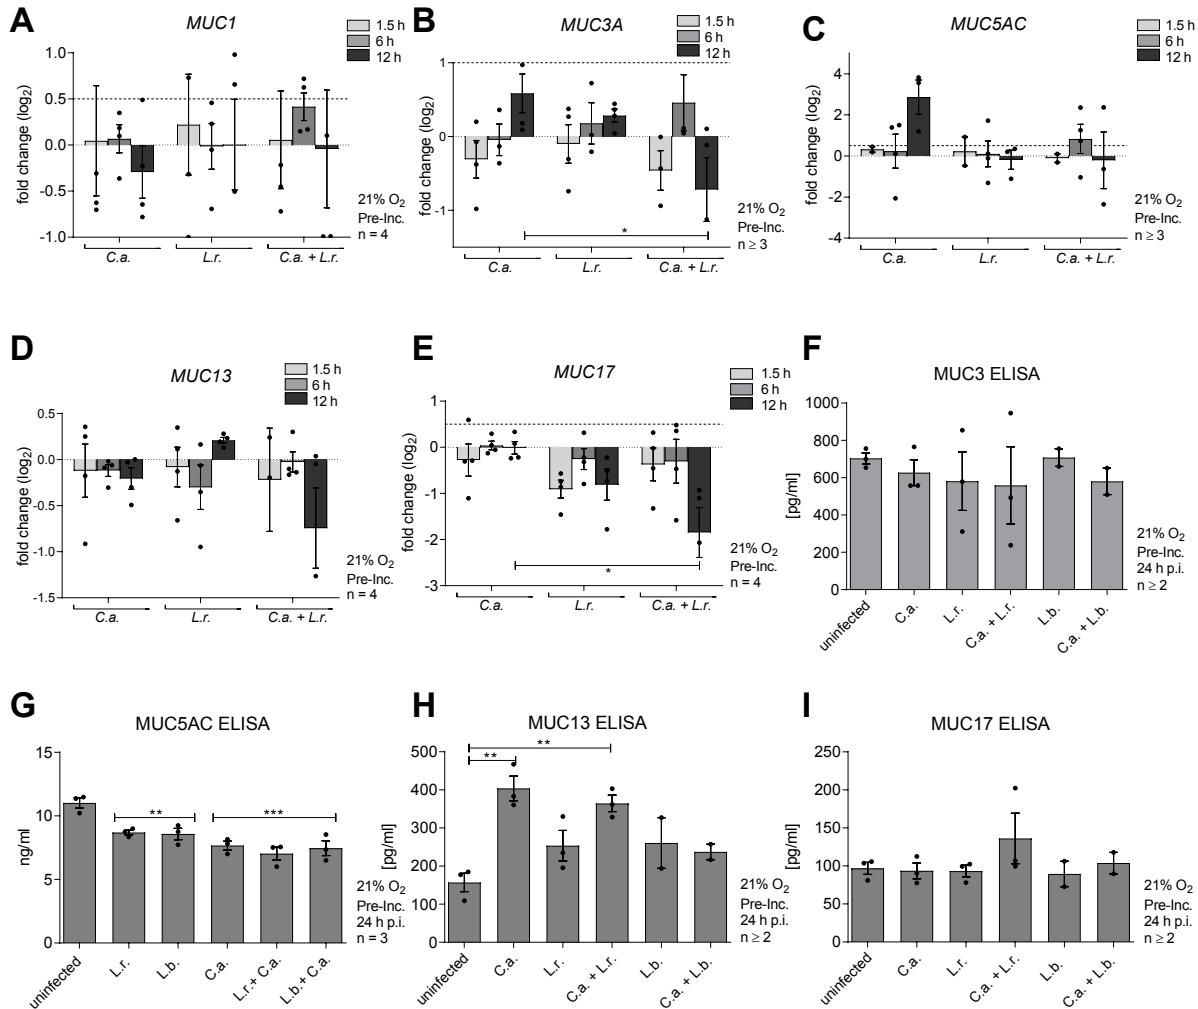 A
MUC1
1.5 h
6 h
12 h
fold change (log2)
1.0
0.5
0.0
-0.5
-1.0
C.a.
L.r.
C.a. + L.r.
21% O2
Pre-Inc.
n = 4
B
MUC3A
1.5 h
6 h
12 h
fold change (log2)
1
0
-1
*
C.a.
L.r.
C.a. + L.r.
21% O2
Pre-Inc.
n ≥ 3
C
MUC5AC
1.5 h
6 h
12 h
fold change (log2)
4
2
0
-2
-4
C.a.
L.r.
C.a. + L.r.
21% O2
Pre-Inc.
n ≥ 3
D
MUC13
1.5 h
6 h
12 h
fold change (log2)
0.5
0.0
-0.5
-1.0
-1.5
C.a.
L.r.
C.a. + L.r.
21% O2
Pre-Inc.
n = 4
E
MUC17
1.5 h
6 h
12 h
fold change (log2)
1
0
-1
-2
-3
*
C.a.
L.r.
C.a. + L.r.
21% O2
Pre-Inc.
n = 4
F
MUC3 ELISA
[pg/ml]
1000
800
600
400
200
0
uninfected
C.a.
L.r.
C.a. + L.r.
L.b.
C.a. + L.b.
21% O2
Pre-Inc.
24 h p.i.
n ≥ 2
G
MUC5AC ELISA
ng/ml
15
10
5
0
**
***
uninfected
L.r.
L.b.
C.a.
L.r.+ C.a.
L.b.+ C.a.
21% O2
Pre-Inc.
24 h p.i.
n = 3
H
MUC13 ELISA
[pg/ml]
500
400
300
200
100
0
**
**
uninfected
C.a.
L.r.
C.a. + L.r.
L.b.
C.a. + L.b.
21% O2
Pre-Inc.
24 h p.i.
n ≥ 2
I
MUC17 ELISA
[pg/ml]
250
200
150
100
50
0
uninfected
C.a.
L.r.
C.a. + L.r.
L.b.
C.a. + L.b.
21% O2
Pre-Inc.
24 h p.i.
n ≥ 2